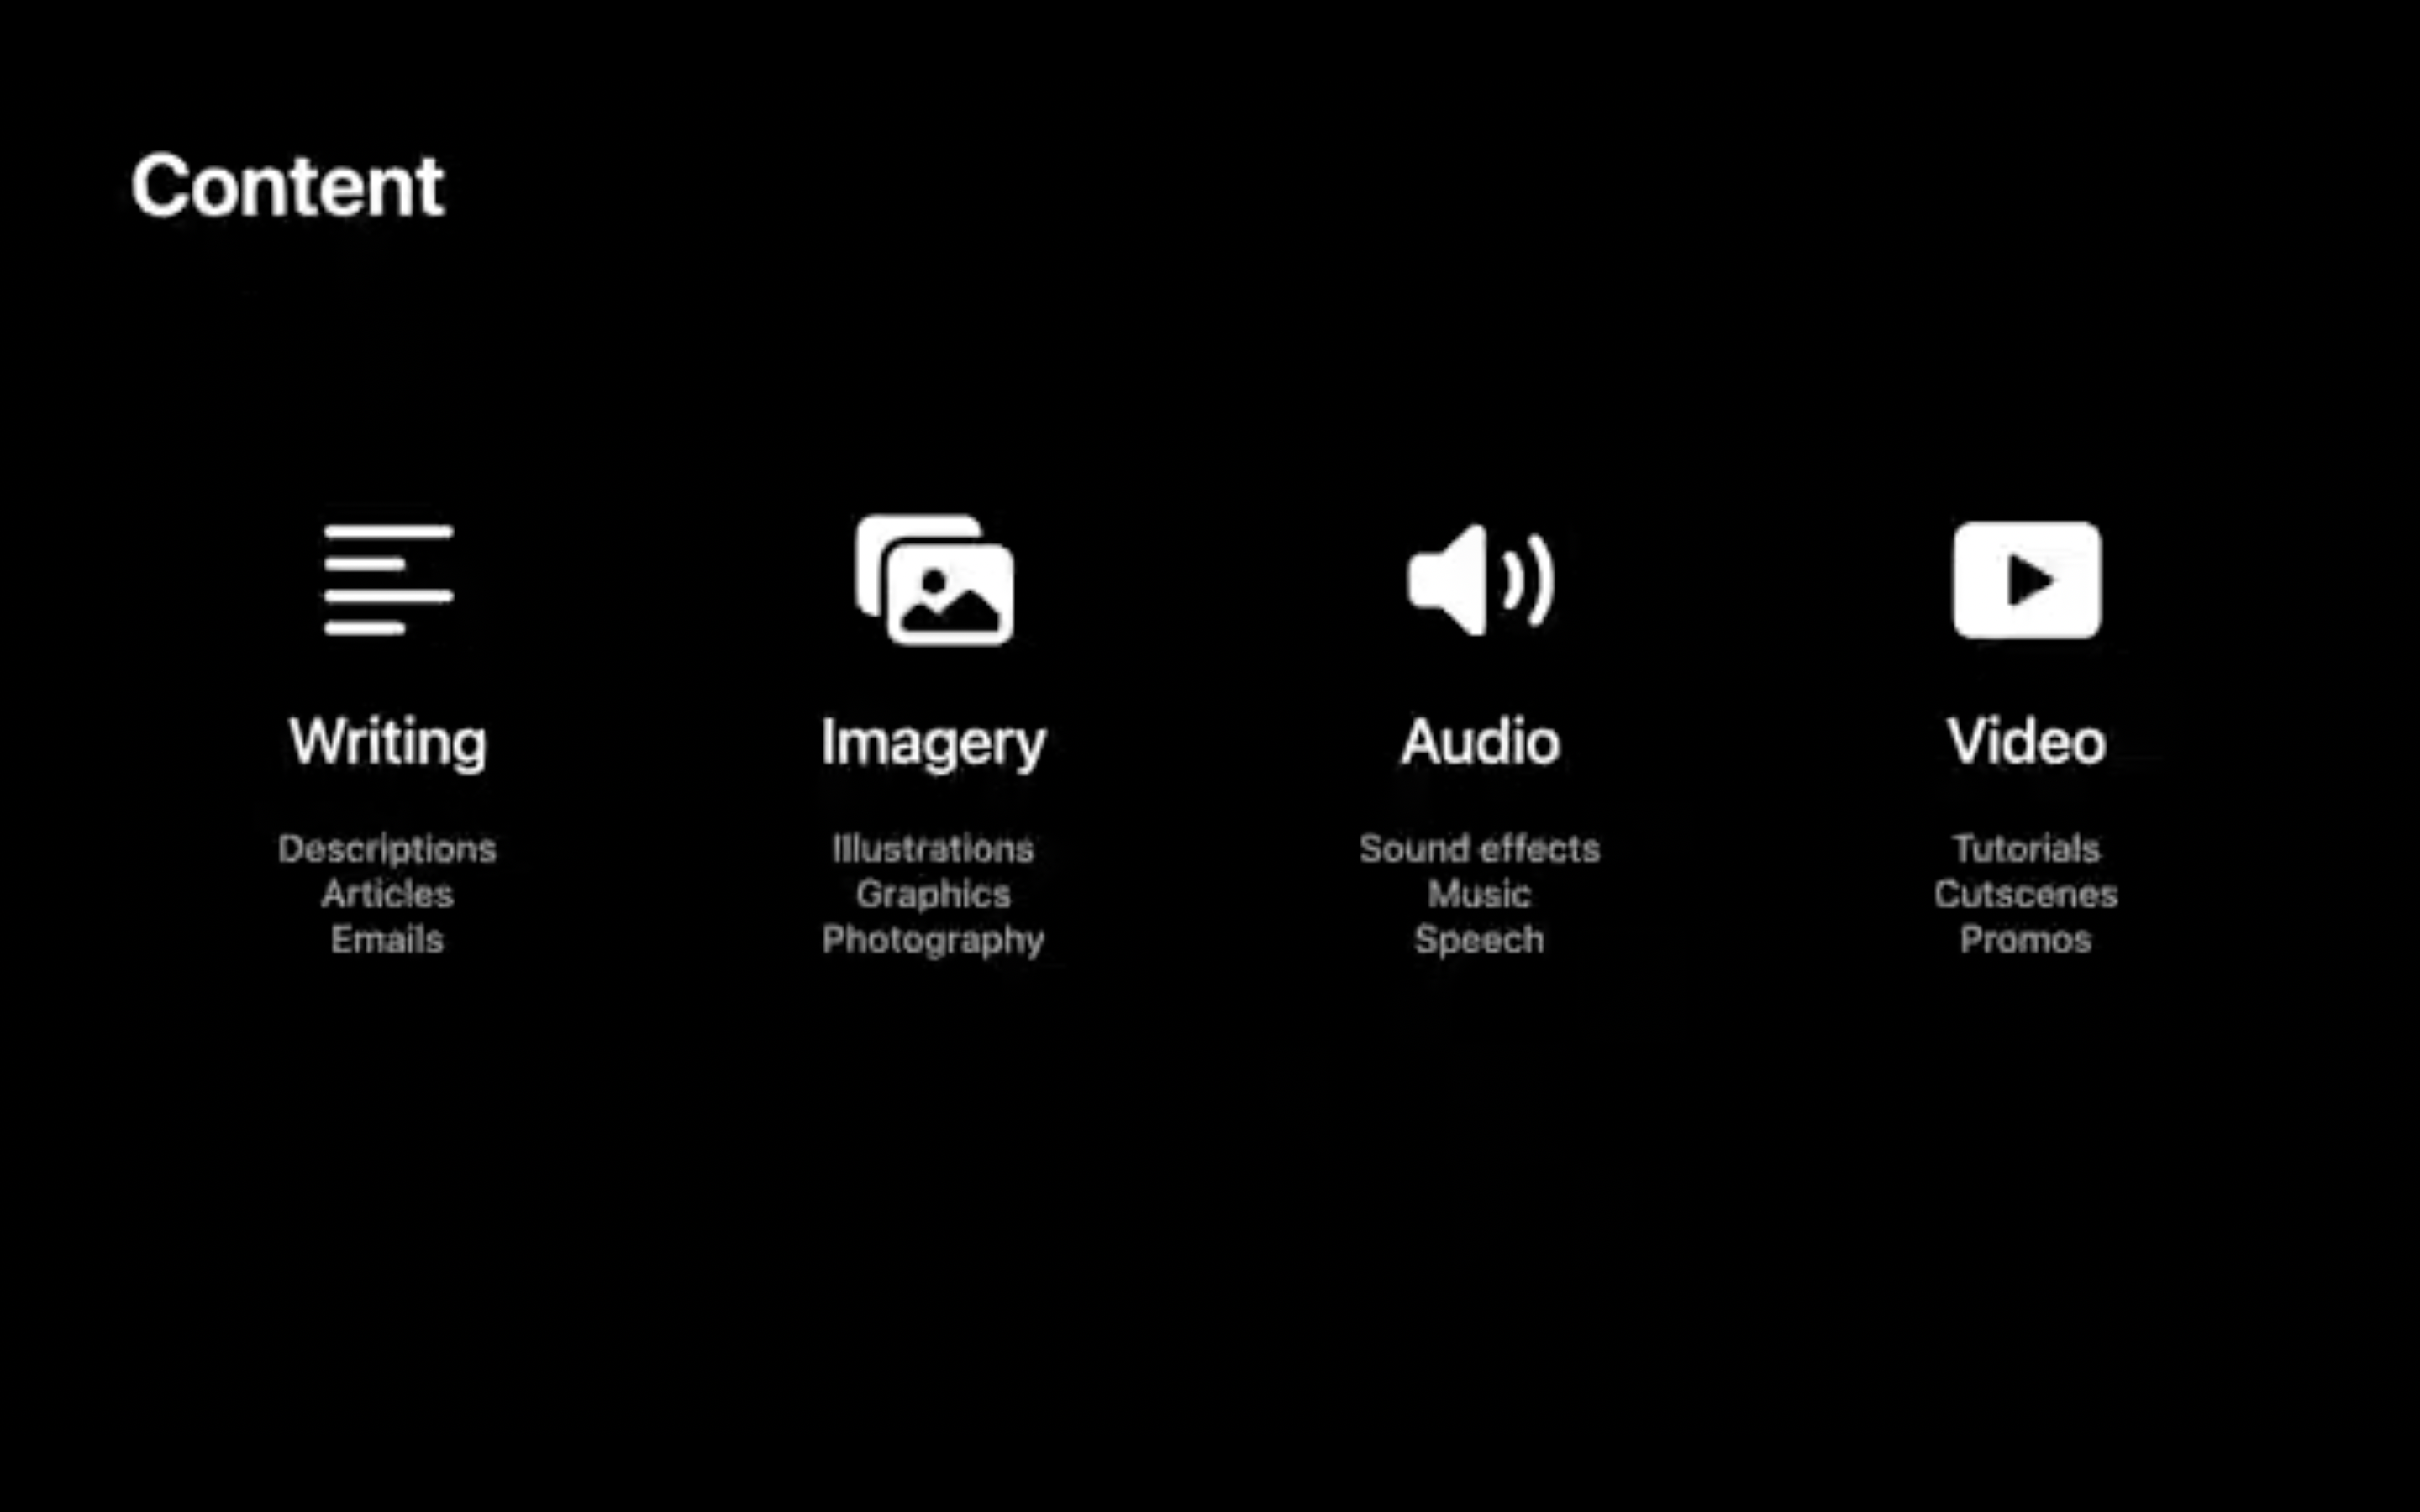 Content
Writing
Descriptions
Articles
Emails
Imagery
Illustrations
Graphics
Photography
Audio
Sound effects
Music
Speech
Video
Tutorials
Cutscenes
Promos